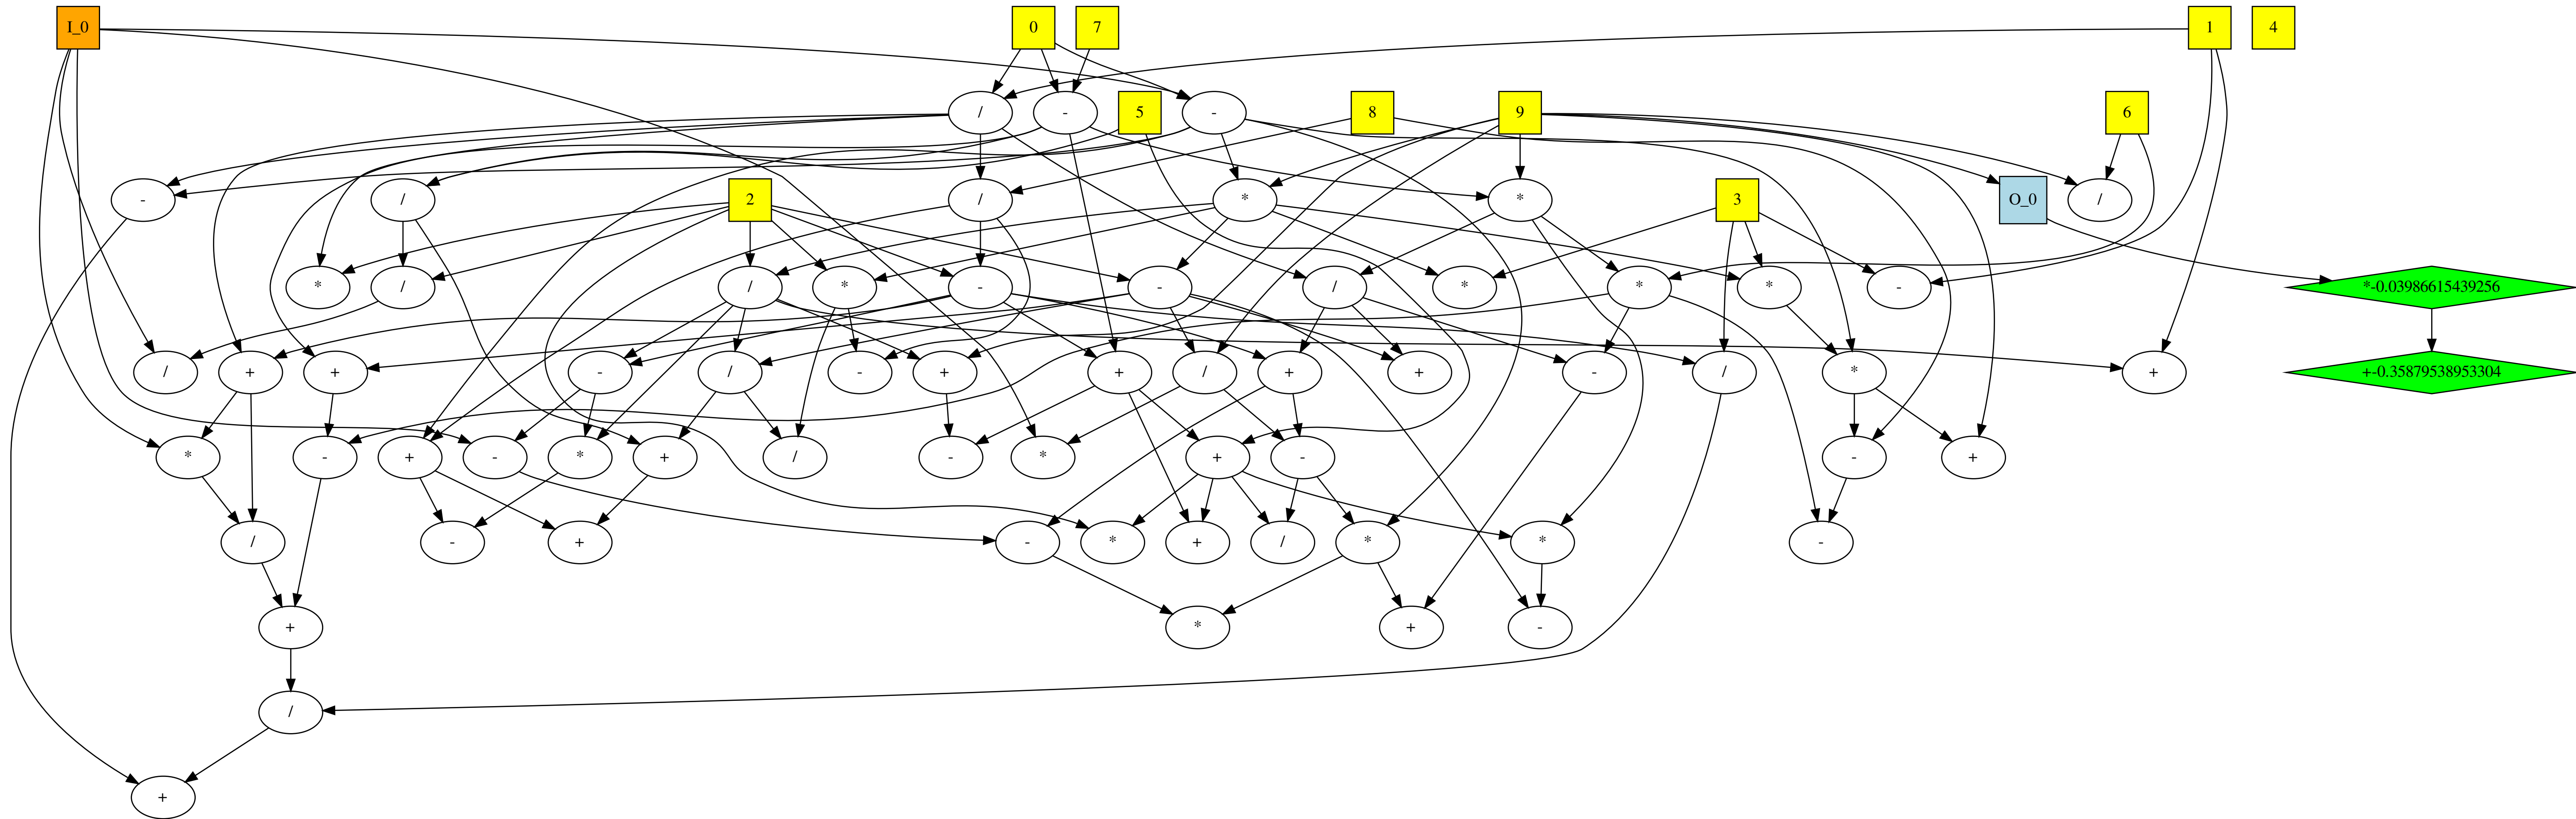 I_0 0 7 1 4
/ - 5 - 8 9 6
- / 2 / * * 3 O_0 /
* / / * - - / * * * - *-0.03986615439256
/ + + - / - + + / + + - / * + +-0.35879538953304
* - + - * + / - * + - - +
/ - + - * + / * * -
+ * + -
/
+